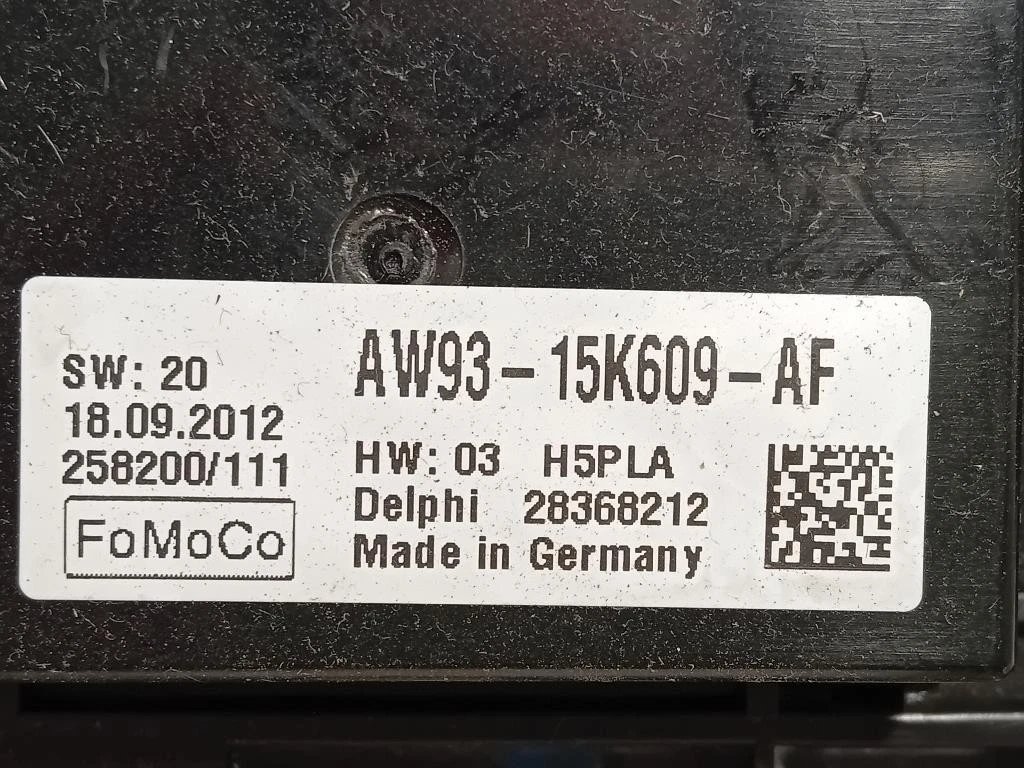 AW93-15K609-AF
SW: 20
18.09.2012
258200/111
HW: 03 H5PLA
Delphi 28368212
FoMoCo
Made in Germany